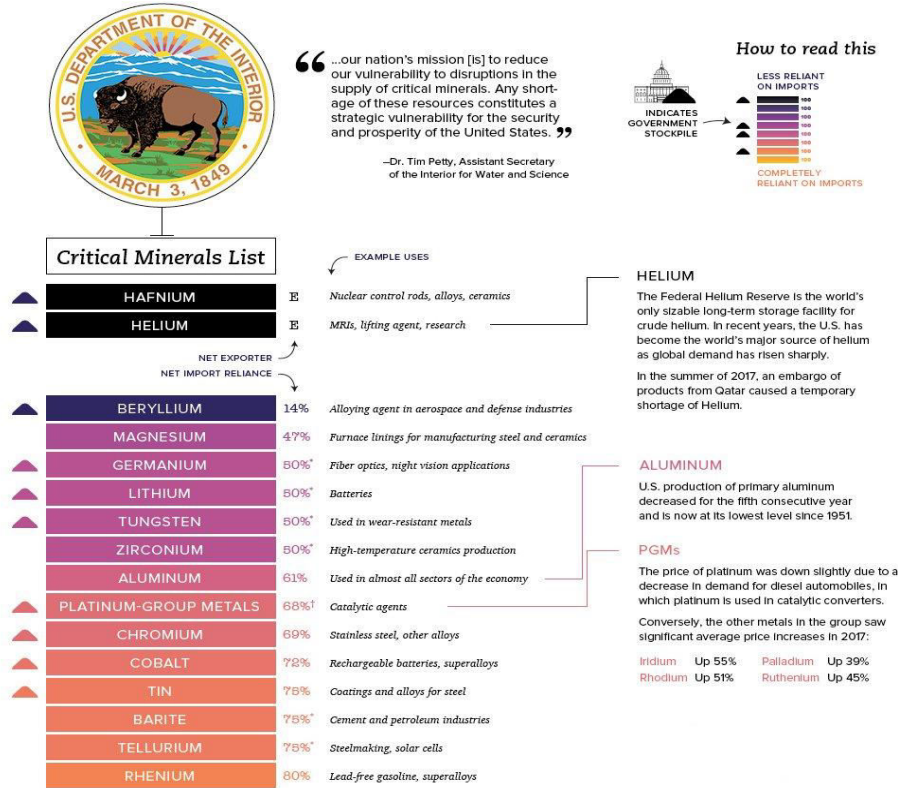 U.S. DEPARTMENT OF THE INTERIOR
MARCH 3, 1849
“ ...our nation's mission [is] to reduce
our vulnerability to disruptions in the
supply of critical minerals. Any short-
age of these resources constitutes a
strategic vulnerability for the security
and prosperity of the United States. ”
—Dr. Tim Petty, Assistant Secretary
of the Interior for Water and Science
How to read this
INDICATES
GOVERNMENT
STOCKPILE
LESS RELIANT
ON IMPORTS
100
100
100
100
100
100
100
100
COMPLETELY
RELIANT ON IMPORTS
Critical Minerals List
EXAMPLE USES
HAFNIUM E Nuclear control rods, alloys, ceramics
HELIUM E MRIs, lifting agent, research
NET EXPORTER
NET IMPORT RELIANCE
BERYLLIUM 14% Alloying agent in aerospace and defense industries
MAGNESIUM 47% Furnace linings for manufacturing steel and ceramics
GERMANIUM 50%* Fiber optics, night vision applications
LITHIUM 50%* Batteries
TUNGSTEN 50%* Used in wear-resistant metals
ZIRCONIUM 50%* High-temperature ceramics production
ALUMINUM 61% Used in almost all sectors of the economy
PLATINUM-GROUP METALS 68%† Catalytic agents
CHROMIUM 69% Stainless steel, other alloys
COBALT 72% Rechargeable batteries, superalloys
TIN 75% Coatings and alloys for steel
BARITE 75%* Cement and petroleum industries
TELLURIUM 75%* Steelmaking, solar cells
RHENIUM 80% Lead-free gasoline, superalloys
HELIUM
The Federal Helium Reserve is the world's
only sizable long-term storage facility for
crude helium. In recent years, the U.S. has
become the world's major source of helium
as global demand has risen sharply.
In the summer of 2017, an embargo of
products from Qatar caused a temporary
shortage of Helium.
ALUMINUM
U.S. production of primary aluminum
decreased for the fifth consecutive year
and is now at its lowest level since 1951.
PGMs
The price of platinum was down slightly due to a
decrease in demand for diesel automobiles, in
which platinum is used in catalytic converters.
Conversely, the other metals in the group saw
significant average price increases in 2017:
Iridium Up 55% Palladium Up 39%
Rhodium Up 51% Ruthenium Up 45%